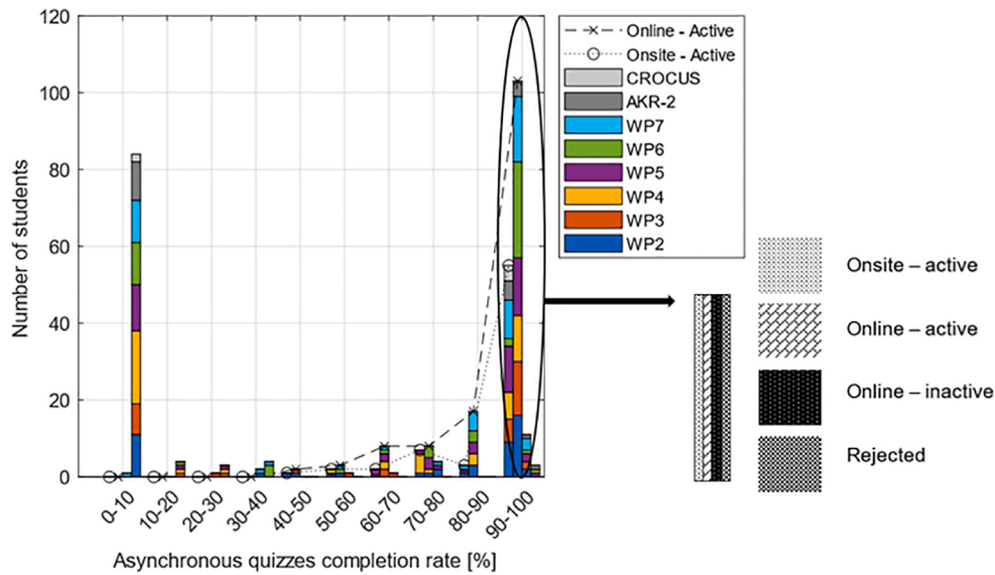 120
100
80
60
40
20
0
Number of students
0-10
10-20
20-30
30-40
40-50
50-60
60-70
70-80
80-90
90-100
Asynchronous quizzes completion rate [%]
Online - Active
Onsite - Active
CROCUS
AKR-2
WP7
WP6
WP5
WP4
WP3
WP2
Onsite – active
Online – active
Online – inactive
Rejected